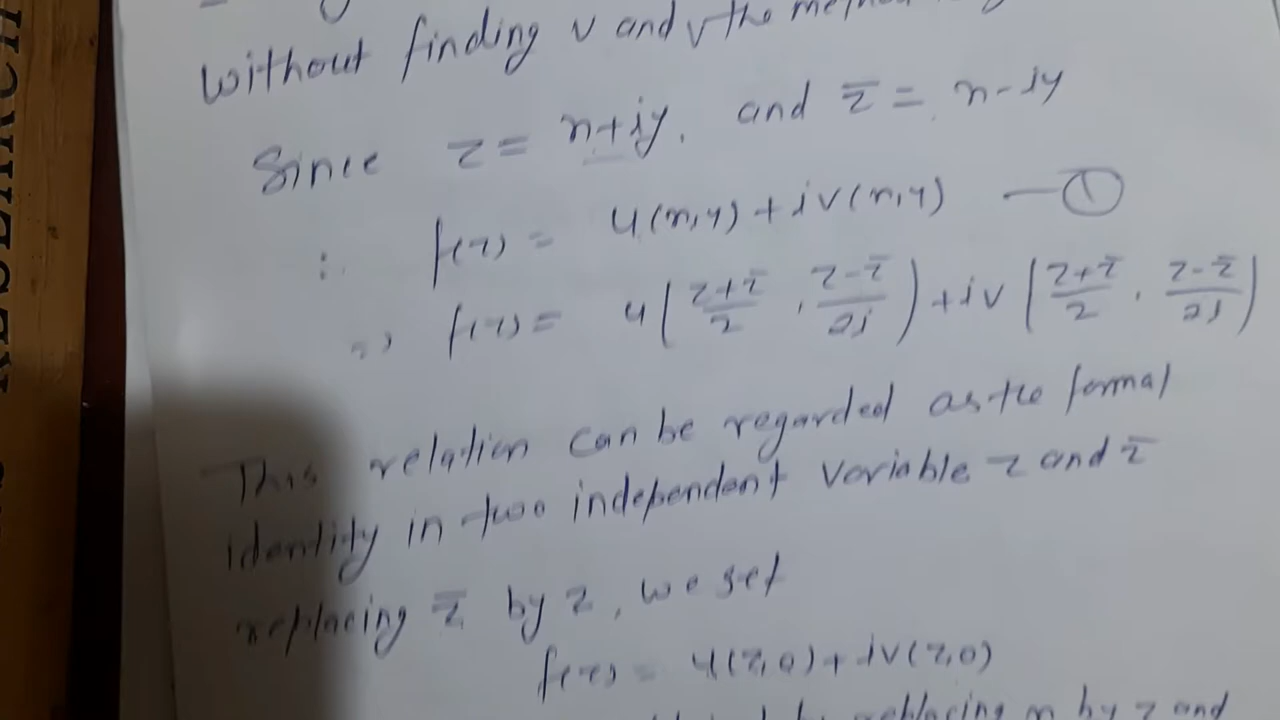 without finding v and v the method
Since z = x+iy, and z̅ = x-iy
∴ f(z) = u(x,y) + iv(x,y) —①
⇒ f(z) = u(z+z̅/2, z-z̅/2i) + iv(z+z̅/2, z-z̅/2i)
This relation can be regarded as the formal
identity in two independent variable z and z̅
replacing z̅ by z, we get
f(z) = u(z,0) + iv(z,0)
replacing x by z and